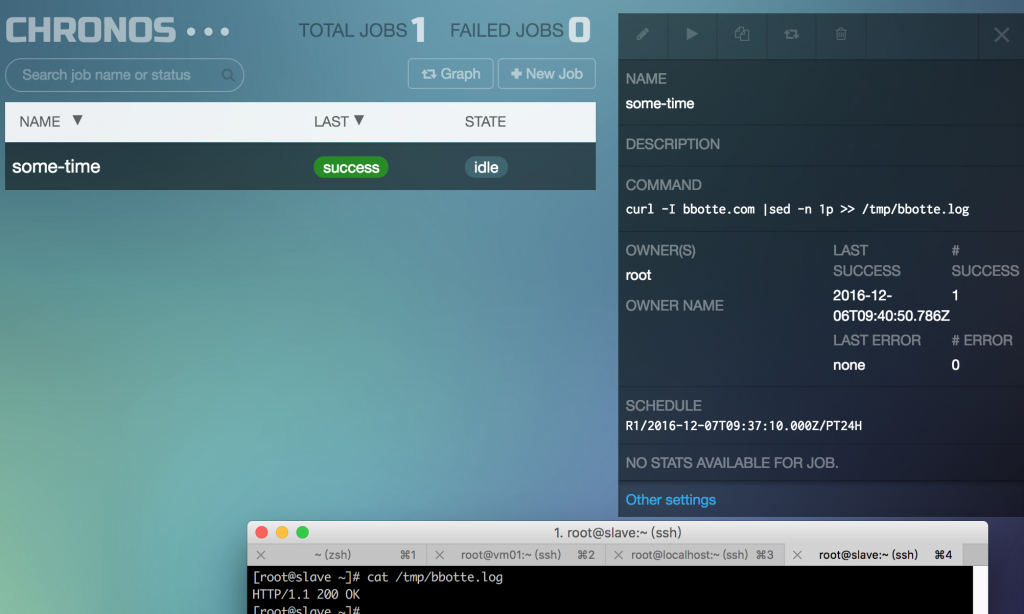 CHRONOS
TOTAL JOBS 1 FAILED JOBS 0
Search job name or status
Graph
New Job
NAME ▼ LAST ▼ STATE
some-time success idle
NAME
some-time
DESCRIPTION
COMMAND
curl -I bbotte.com |sed -n 1p >> /tmp/bbotte.log
OWNER(S)
root
OWNER NAME
LAST
SUCCESS
2016-12-
06T09:40:50.786Z
#
SUCCESS
1
LAST ERROR
none
# ERROR
0
SCHEDULE
R1/2016-12-07T09:37:10.000Z/PT24H
NO STATS AVAILABLE FOR JOB.
Other settings
1. root@slave:~ (ssh)
~ (zsh) ⌘1 root@vm01:~ (ssh) ⌘2 root@localhost:~ (ssh) ⌘3 root@slave:~ (ssh) ⌘4
[root@slave ~]# cat /tmp/bbotte.log
HTTP/1.1 200 OK
[root@slave ~]#